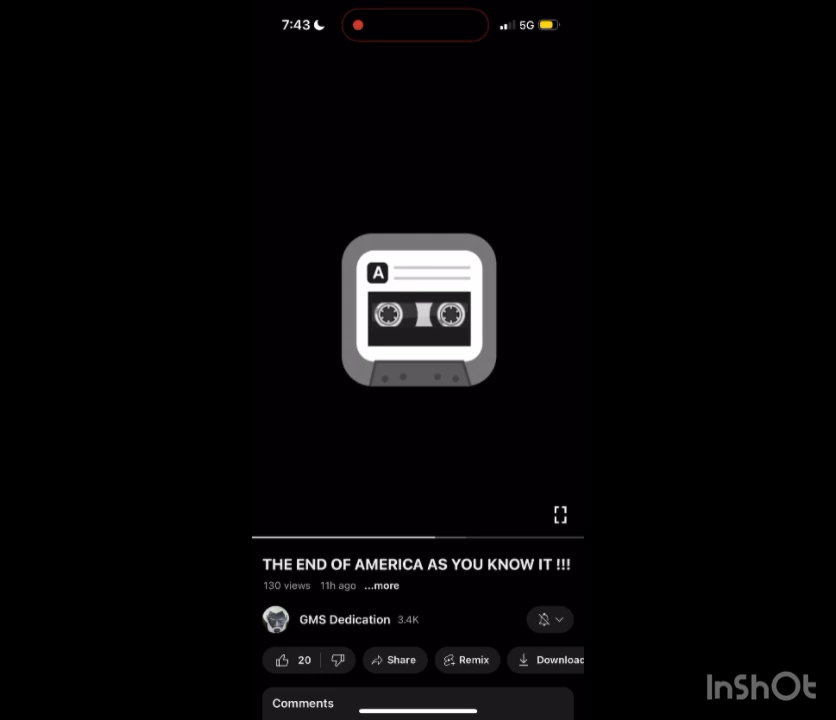 7:43
5G
A
THE END OF AMERICA AS YOU KNOW IT !!!
130 views 11h ago ...more
GMS Dedication 3.4K
20 Share Remix Download
Comments
InShOt